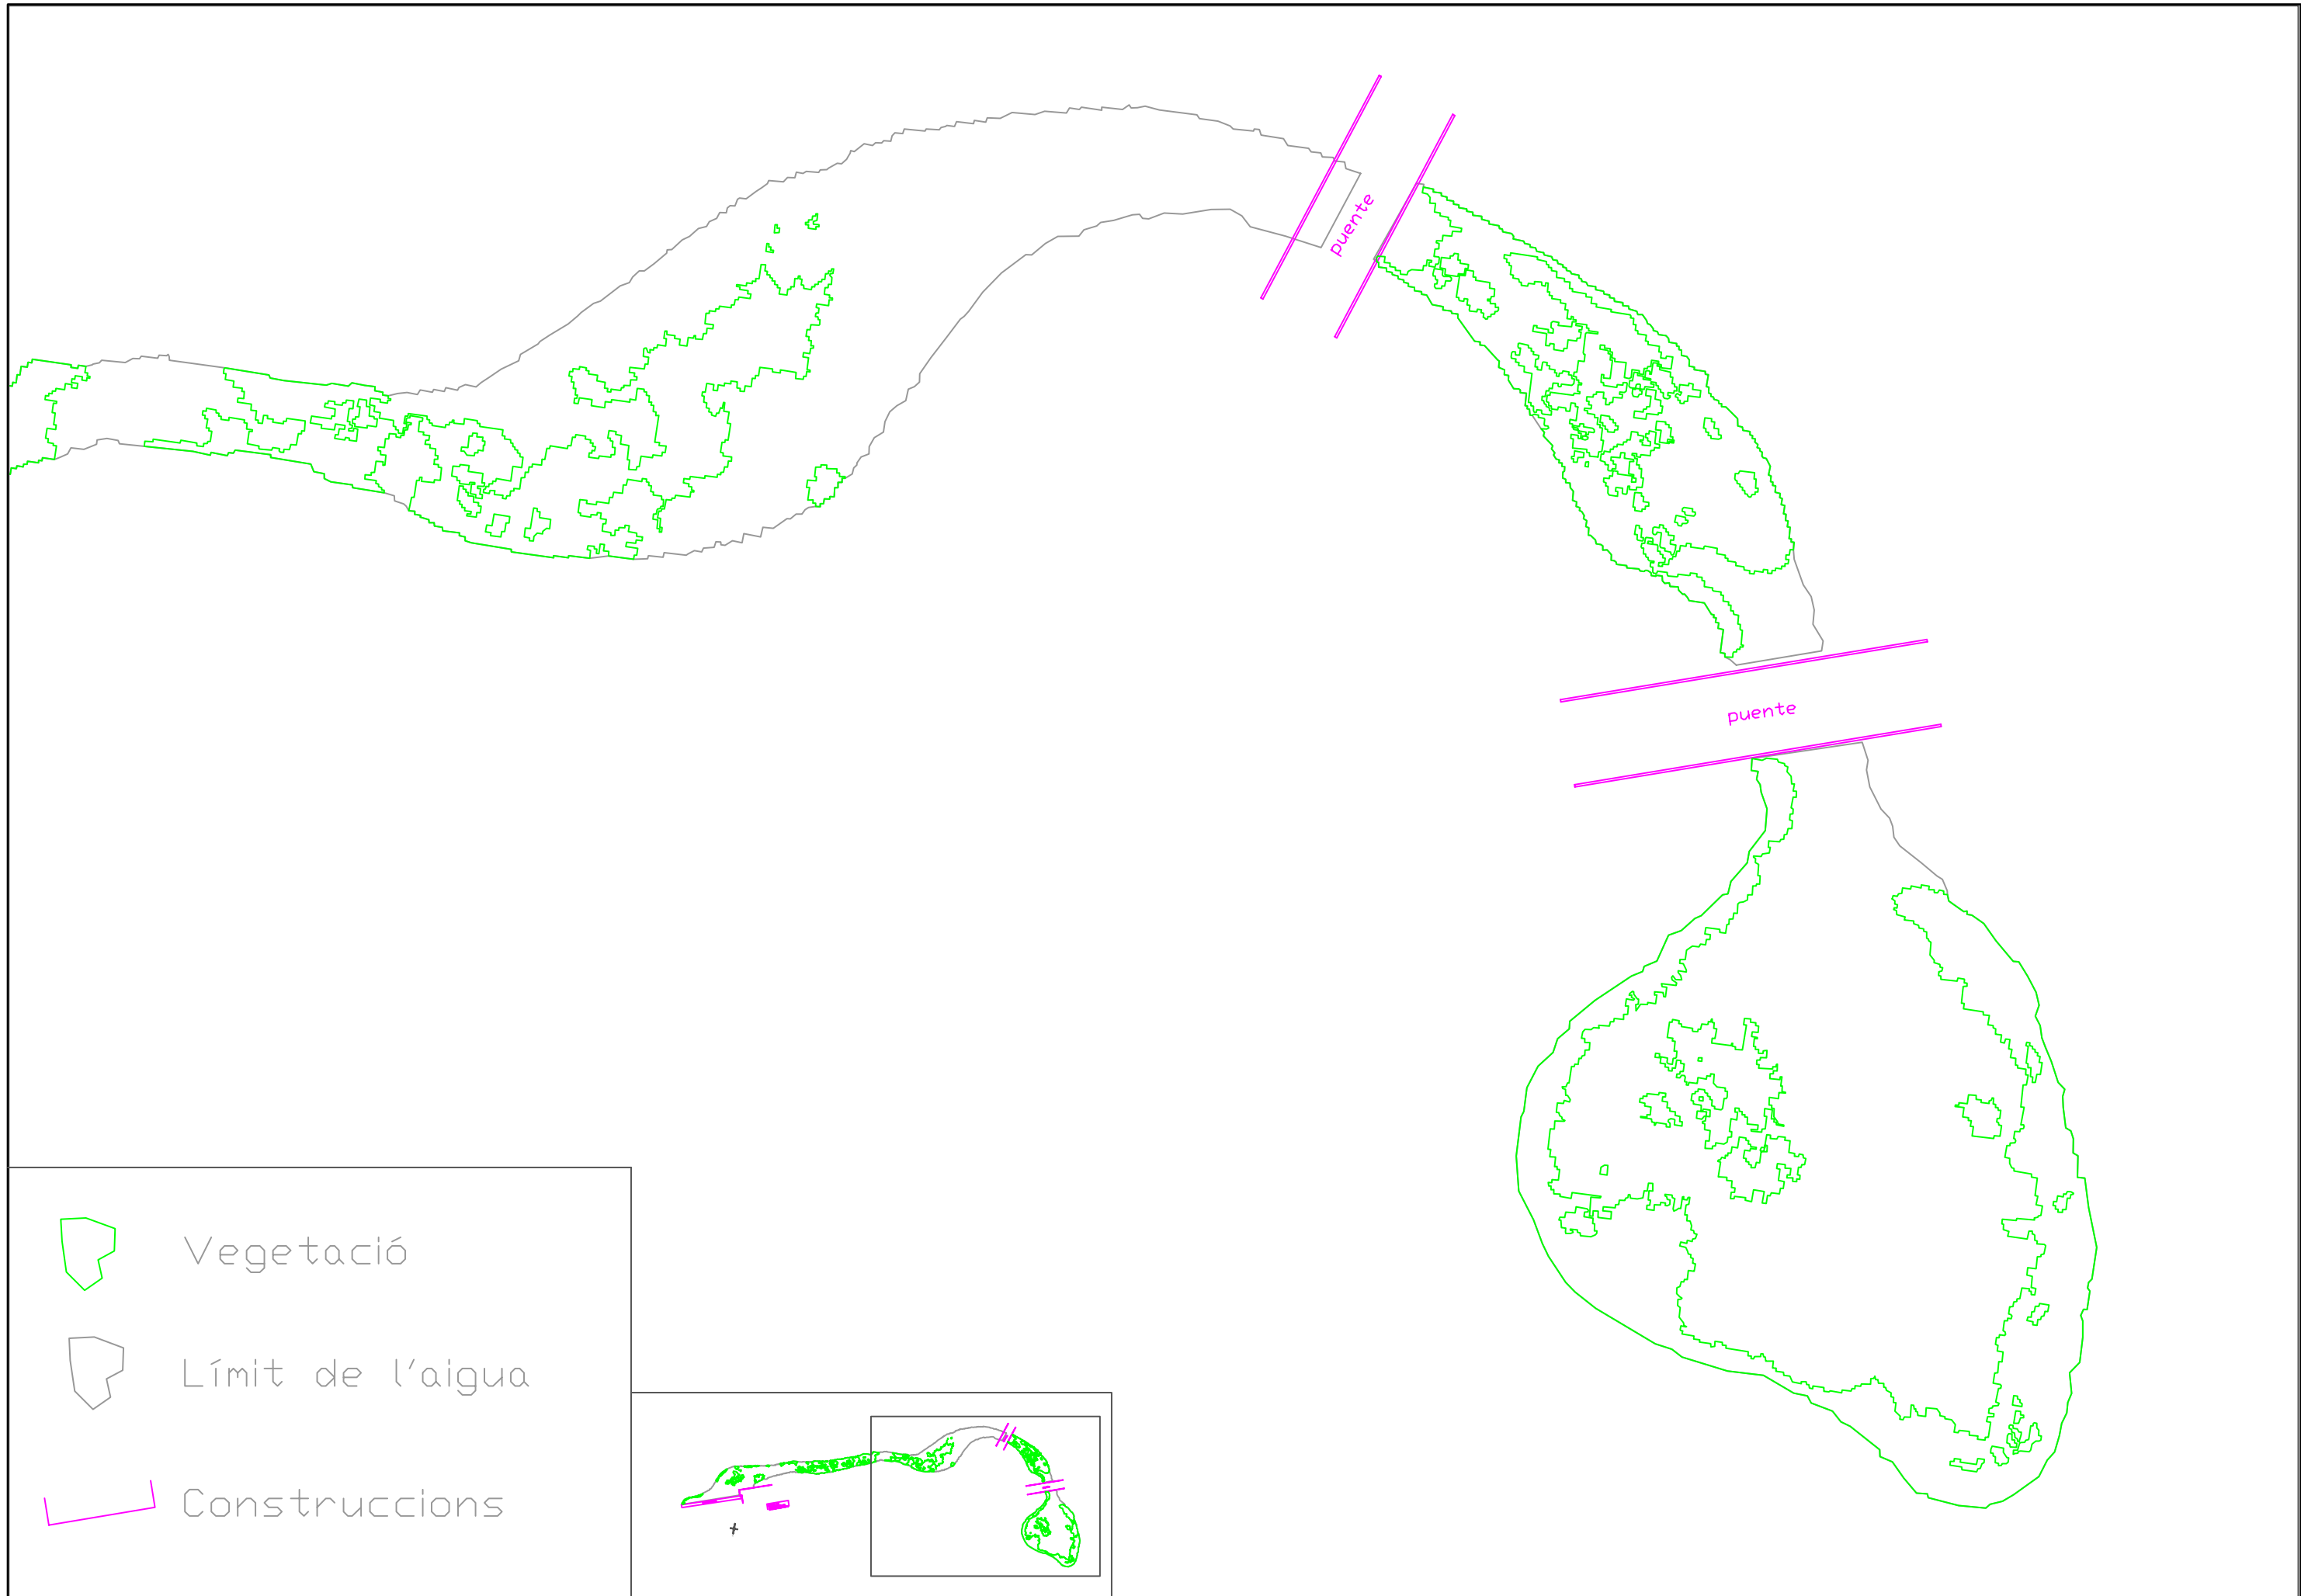 puente
puente
Vegetació
Límit de l'aigua
Construccions